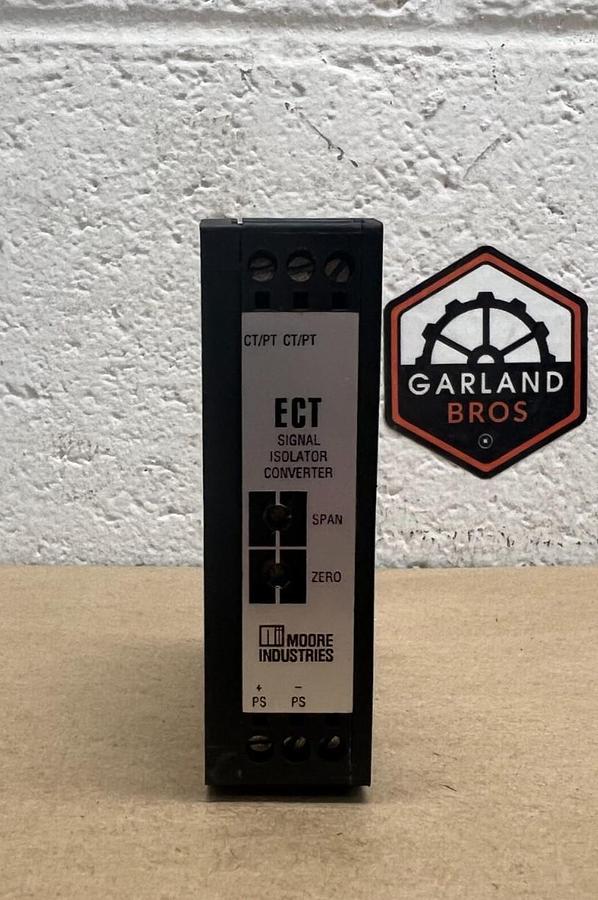 CT/PT CT/PT
ECT
SIGNAL
ISOLATOR
CONVERTER
SPAN
ZERO
MOORE
INDUSTRIES
+ −
PS PS
GARLAND
BROS